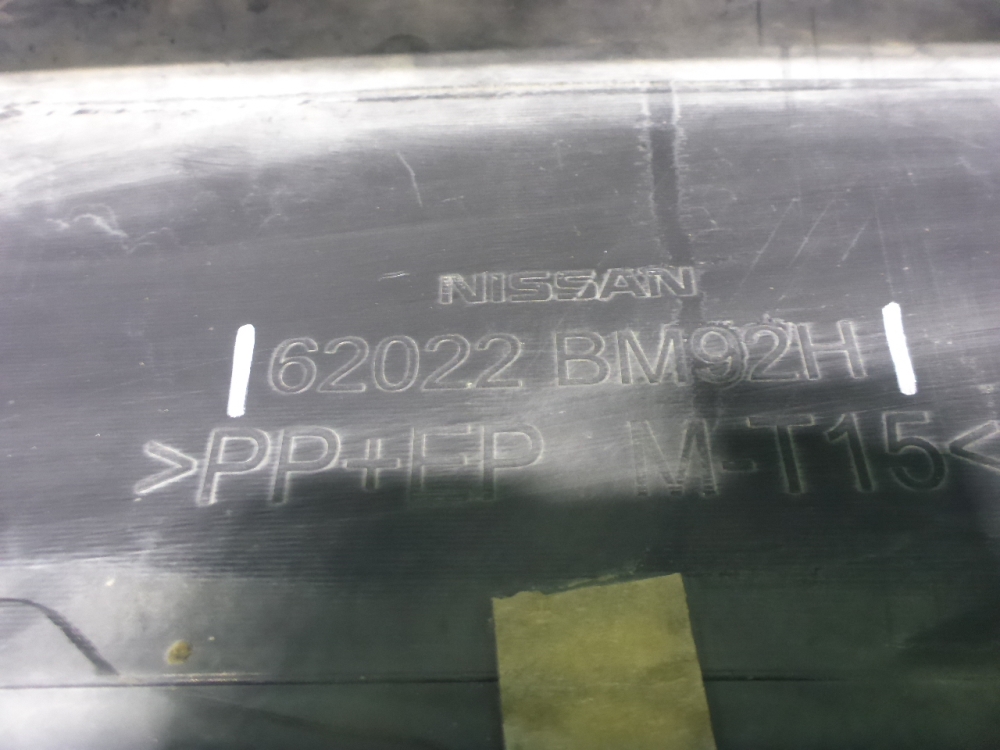 NISSAN
62022 BM92H
>PP+EP M-T15<